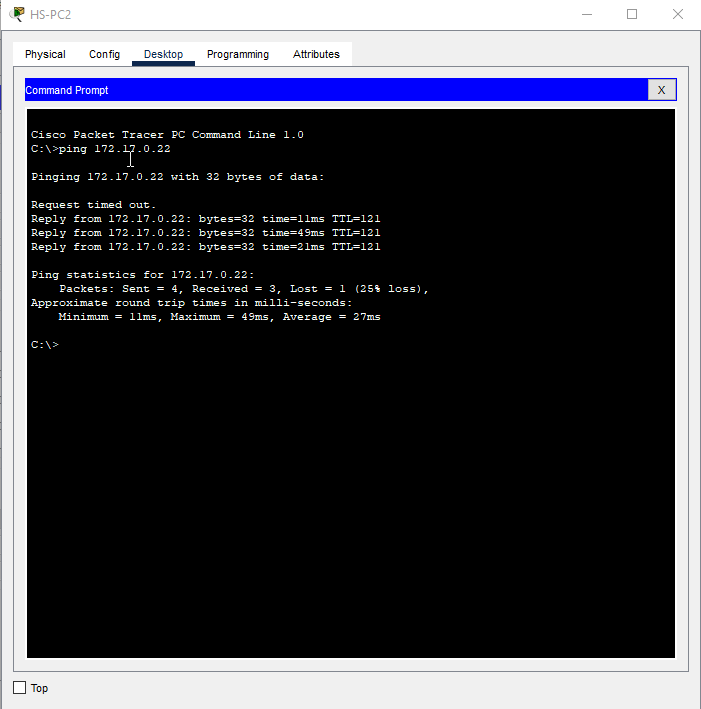 HS-PC2
Physical Config Desktop Programming Attributes
Command Prompt X
Cisco Packet Tracer PC Command Line 1.0
C:\>ping 172.17.0.22
Pinging 172.17.0.22 with 32 bytes of data:
Request timed out.
Reply from 172.17.0.22: bytes=32 time=11ms TTL=121
Reply from 172.17.0.22: bytes=32 time=49ms TTL=121
Reply from 172.17.0.22: bytes=32 time=21ms TTL=121
Ping statistics for 172.17.0.22:
Packets: Sent = 4, Received = 3, Lost = 1 (25% loss),
Approximate round trip times in milli-seconds:
Minimum = 11ms, Maximum = 49ms, Average = 27ms
C:\>
Top